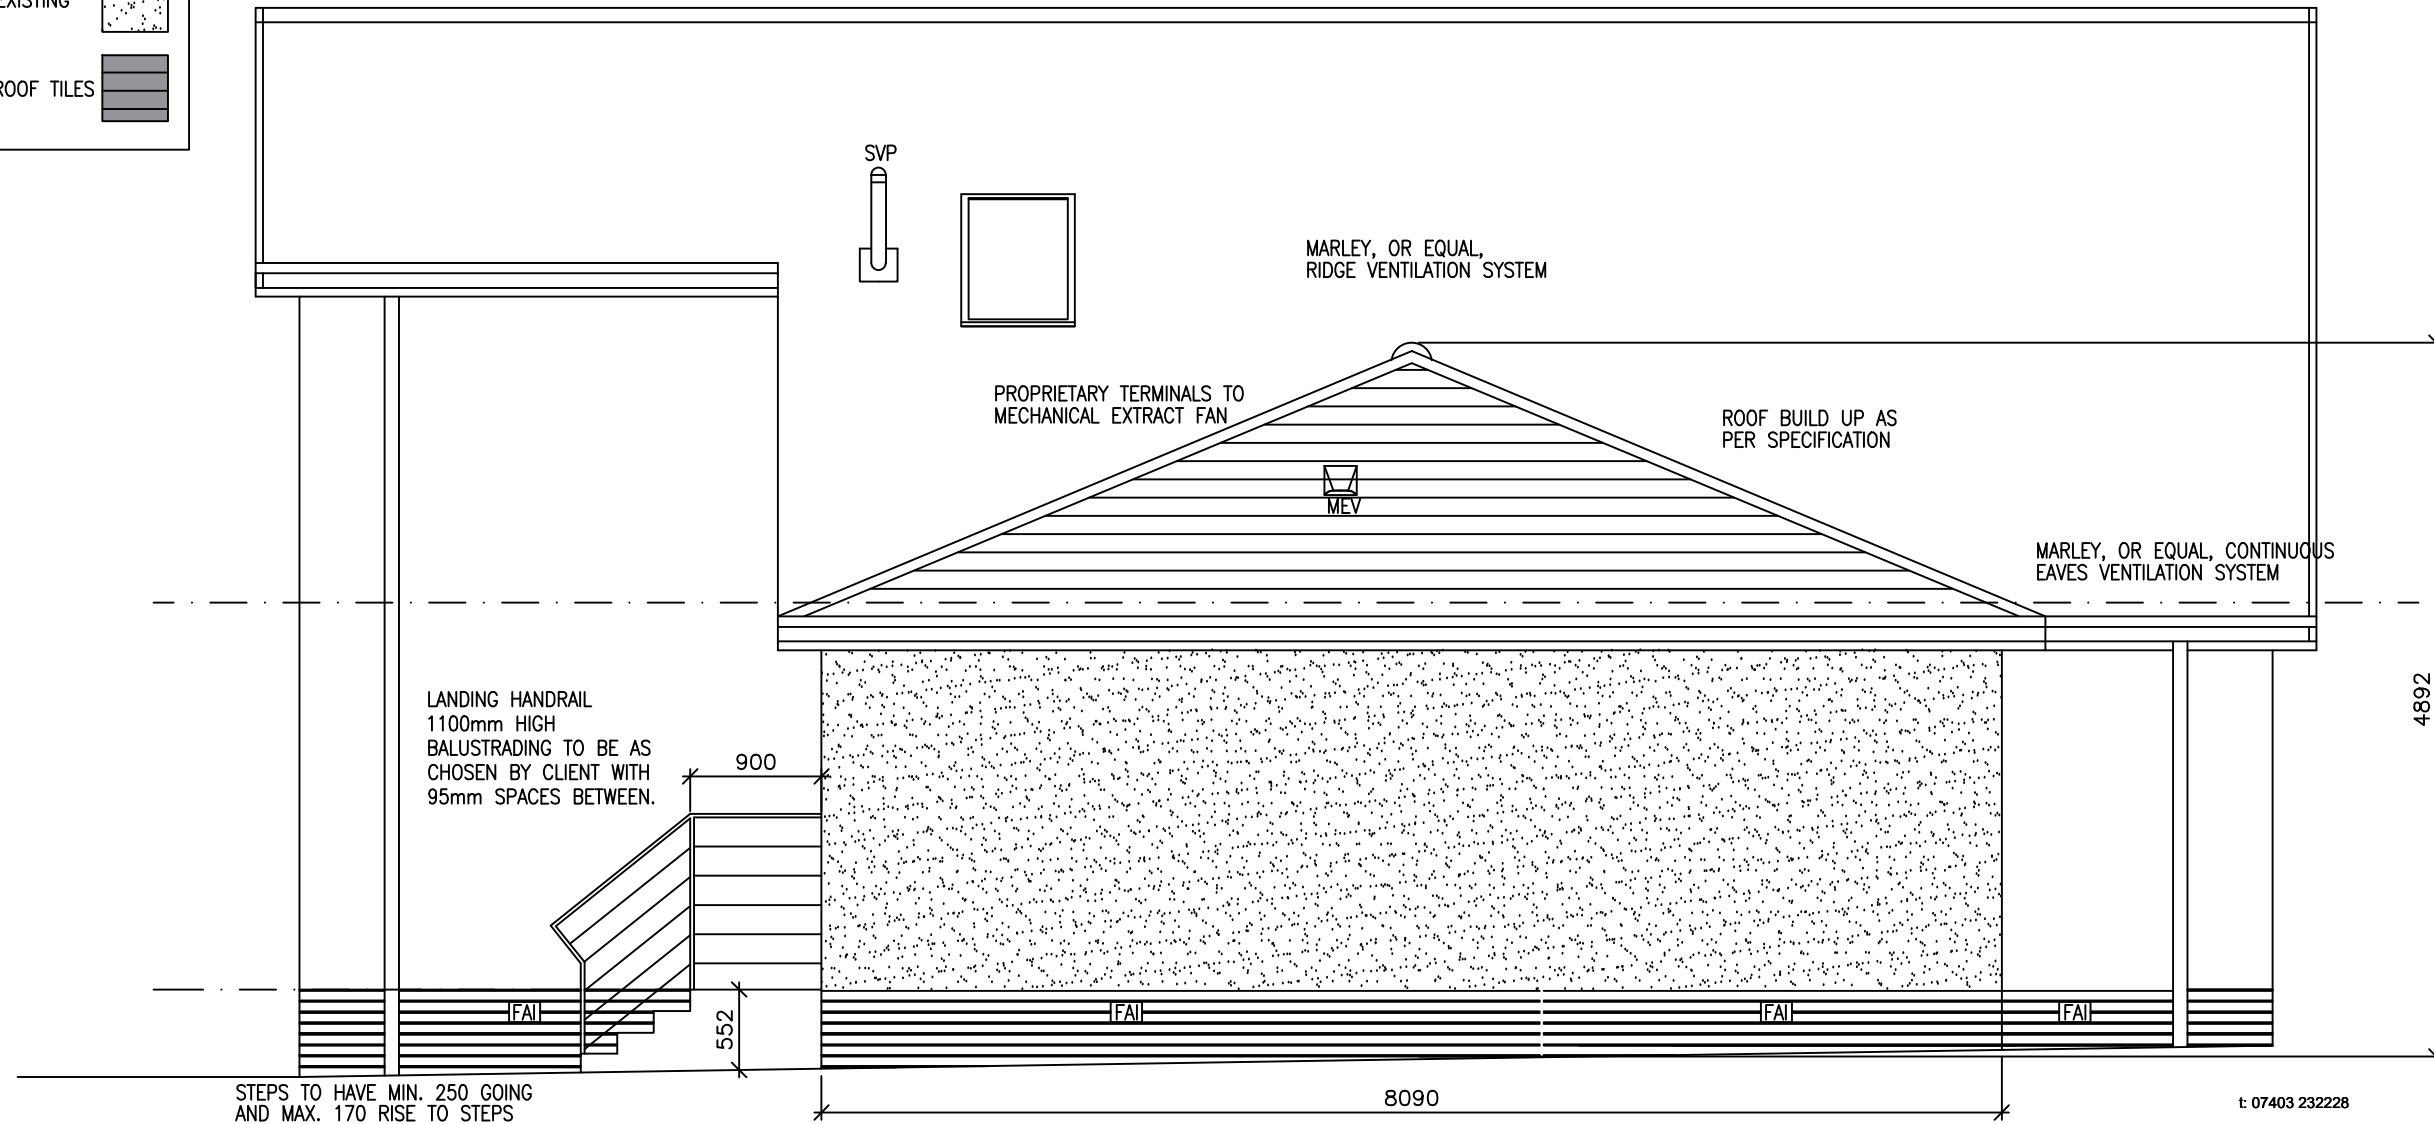 EXISTING
ROOF TILES
SVP
MARLEY, OR EQUAL,
RIDGE VENTILATION SYSTEM
PROPRIETARY TERMINALS TO
MECHANICAL EXTRACT FAN
ROOF BUILD UP AS
PER SPECIFICATION
MEV
MARLEY, OR EQUAL, CONTINUOUS
EAVES VENTILATION SYSTEM
LANDING HANDRAIL
1100mm HIGH
BALUSTRADING TO BE AS
CHOSEN BY CLIENT WITH
95mm SPACES BETWEEN.
900
4892
FAI
FAI
FAI
FAI
552
STEPS TO HAVE MIN. 250 GOING
AND MAX. 170 RISE TO STEPS
8090
t: 07403 232228